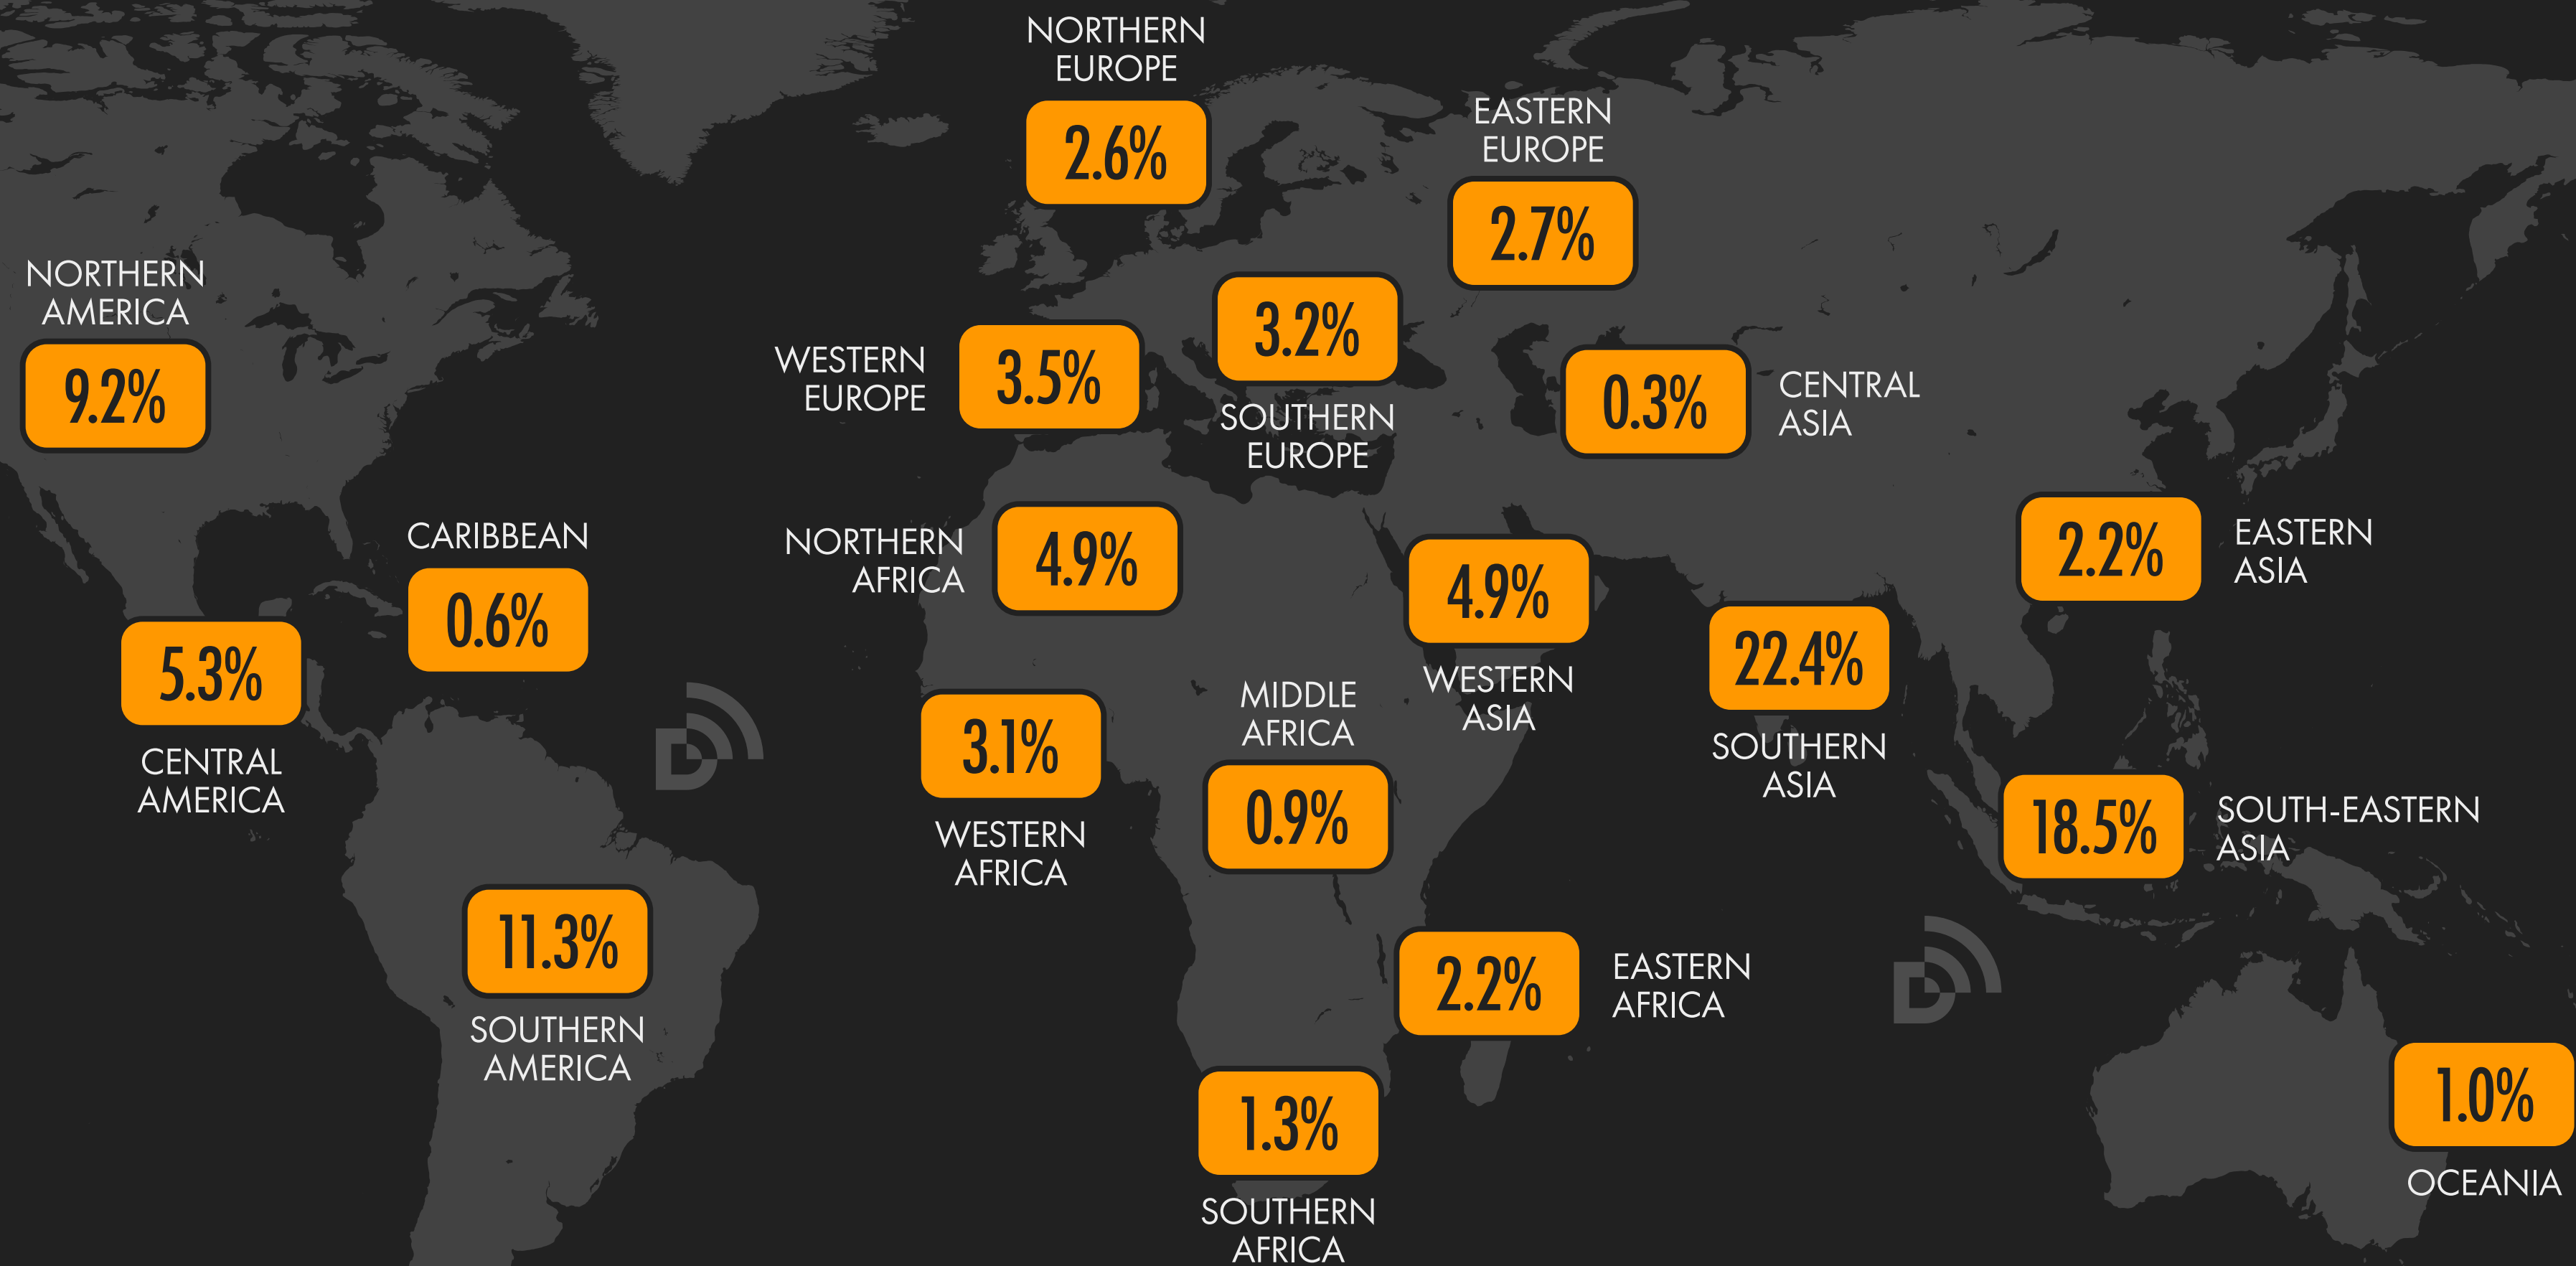 NORTHERN
EUROPE
2.6%
EASTERN
EUROPE
2.7%
NORTHERN
AMERICA
9.2%
WESTERN
EUROPE
3.5%
3.2%
SOUTHERN
EUROPE
0.3%
CENTRAL
ASIA
CARIBBEAN
0.6%
NORTHERN
AFRICA
4.9%
4.9%
WESTERN
ASIA
2.2%
EASTERN
ASIA
5.3%
CENTRAL
AMERICA
22.4%
SOUTHERN
ASIA
3.1%
WESTERN
AFRICA
MIDDLE
AFRICA
0.9%
18.5%
SOUTH-EASTERN
ASIA
11.3%
SOUTHERN
AMERICA
2.2%
EASTERN
AFRICA
1.3%
SOUTHERN
AFRICA
1.0%
OCEANIA